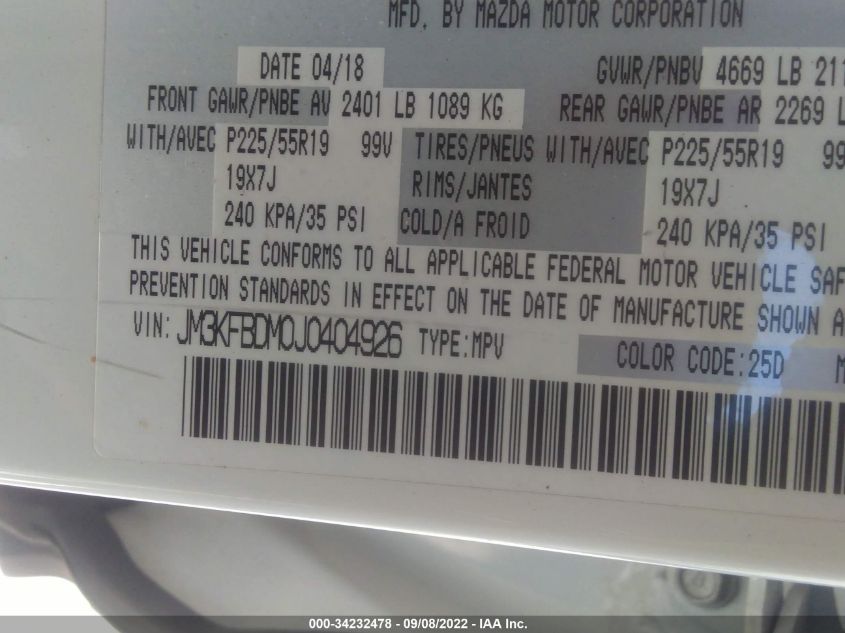 MFD. BY MAZDA MOTOR CORPORATION
DATE 04/18 GVWR/PNBV 4669 LB
FRONT GAWR/PNBE AV 2401 LB 1089 KG REAR GAWR/PNBE AR 2269
WITH/AVEC P225/55R19 99V TIRES/PNEUS WITH/AVEC P225/55R19
19X7J RIMS/JANTES 19X7J
240 KPA/35 PSI COLD/A FROID 240 KPA/35 PSI
THIS VEHICLE CONFORMS TO ALL APPLICABLE FEDERAL MOTOR VEHICLE
PREVENTION STANDARDS IN EFFECT ON THE DATE OF MANUFACTURE SHOWN
VIN: JM3KFBDM0J0404926 TYPE:MPV COLOR CODE:25D
000-34232478 - 09/08/2022 - IAA Inc.